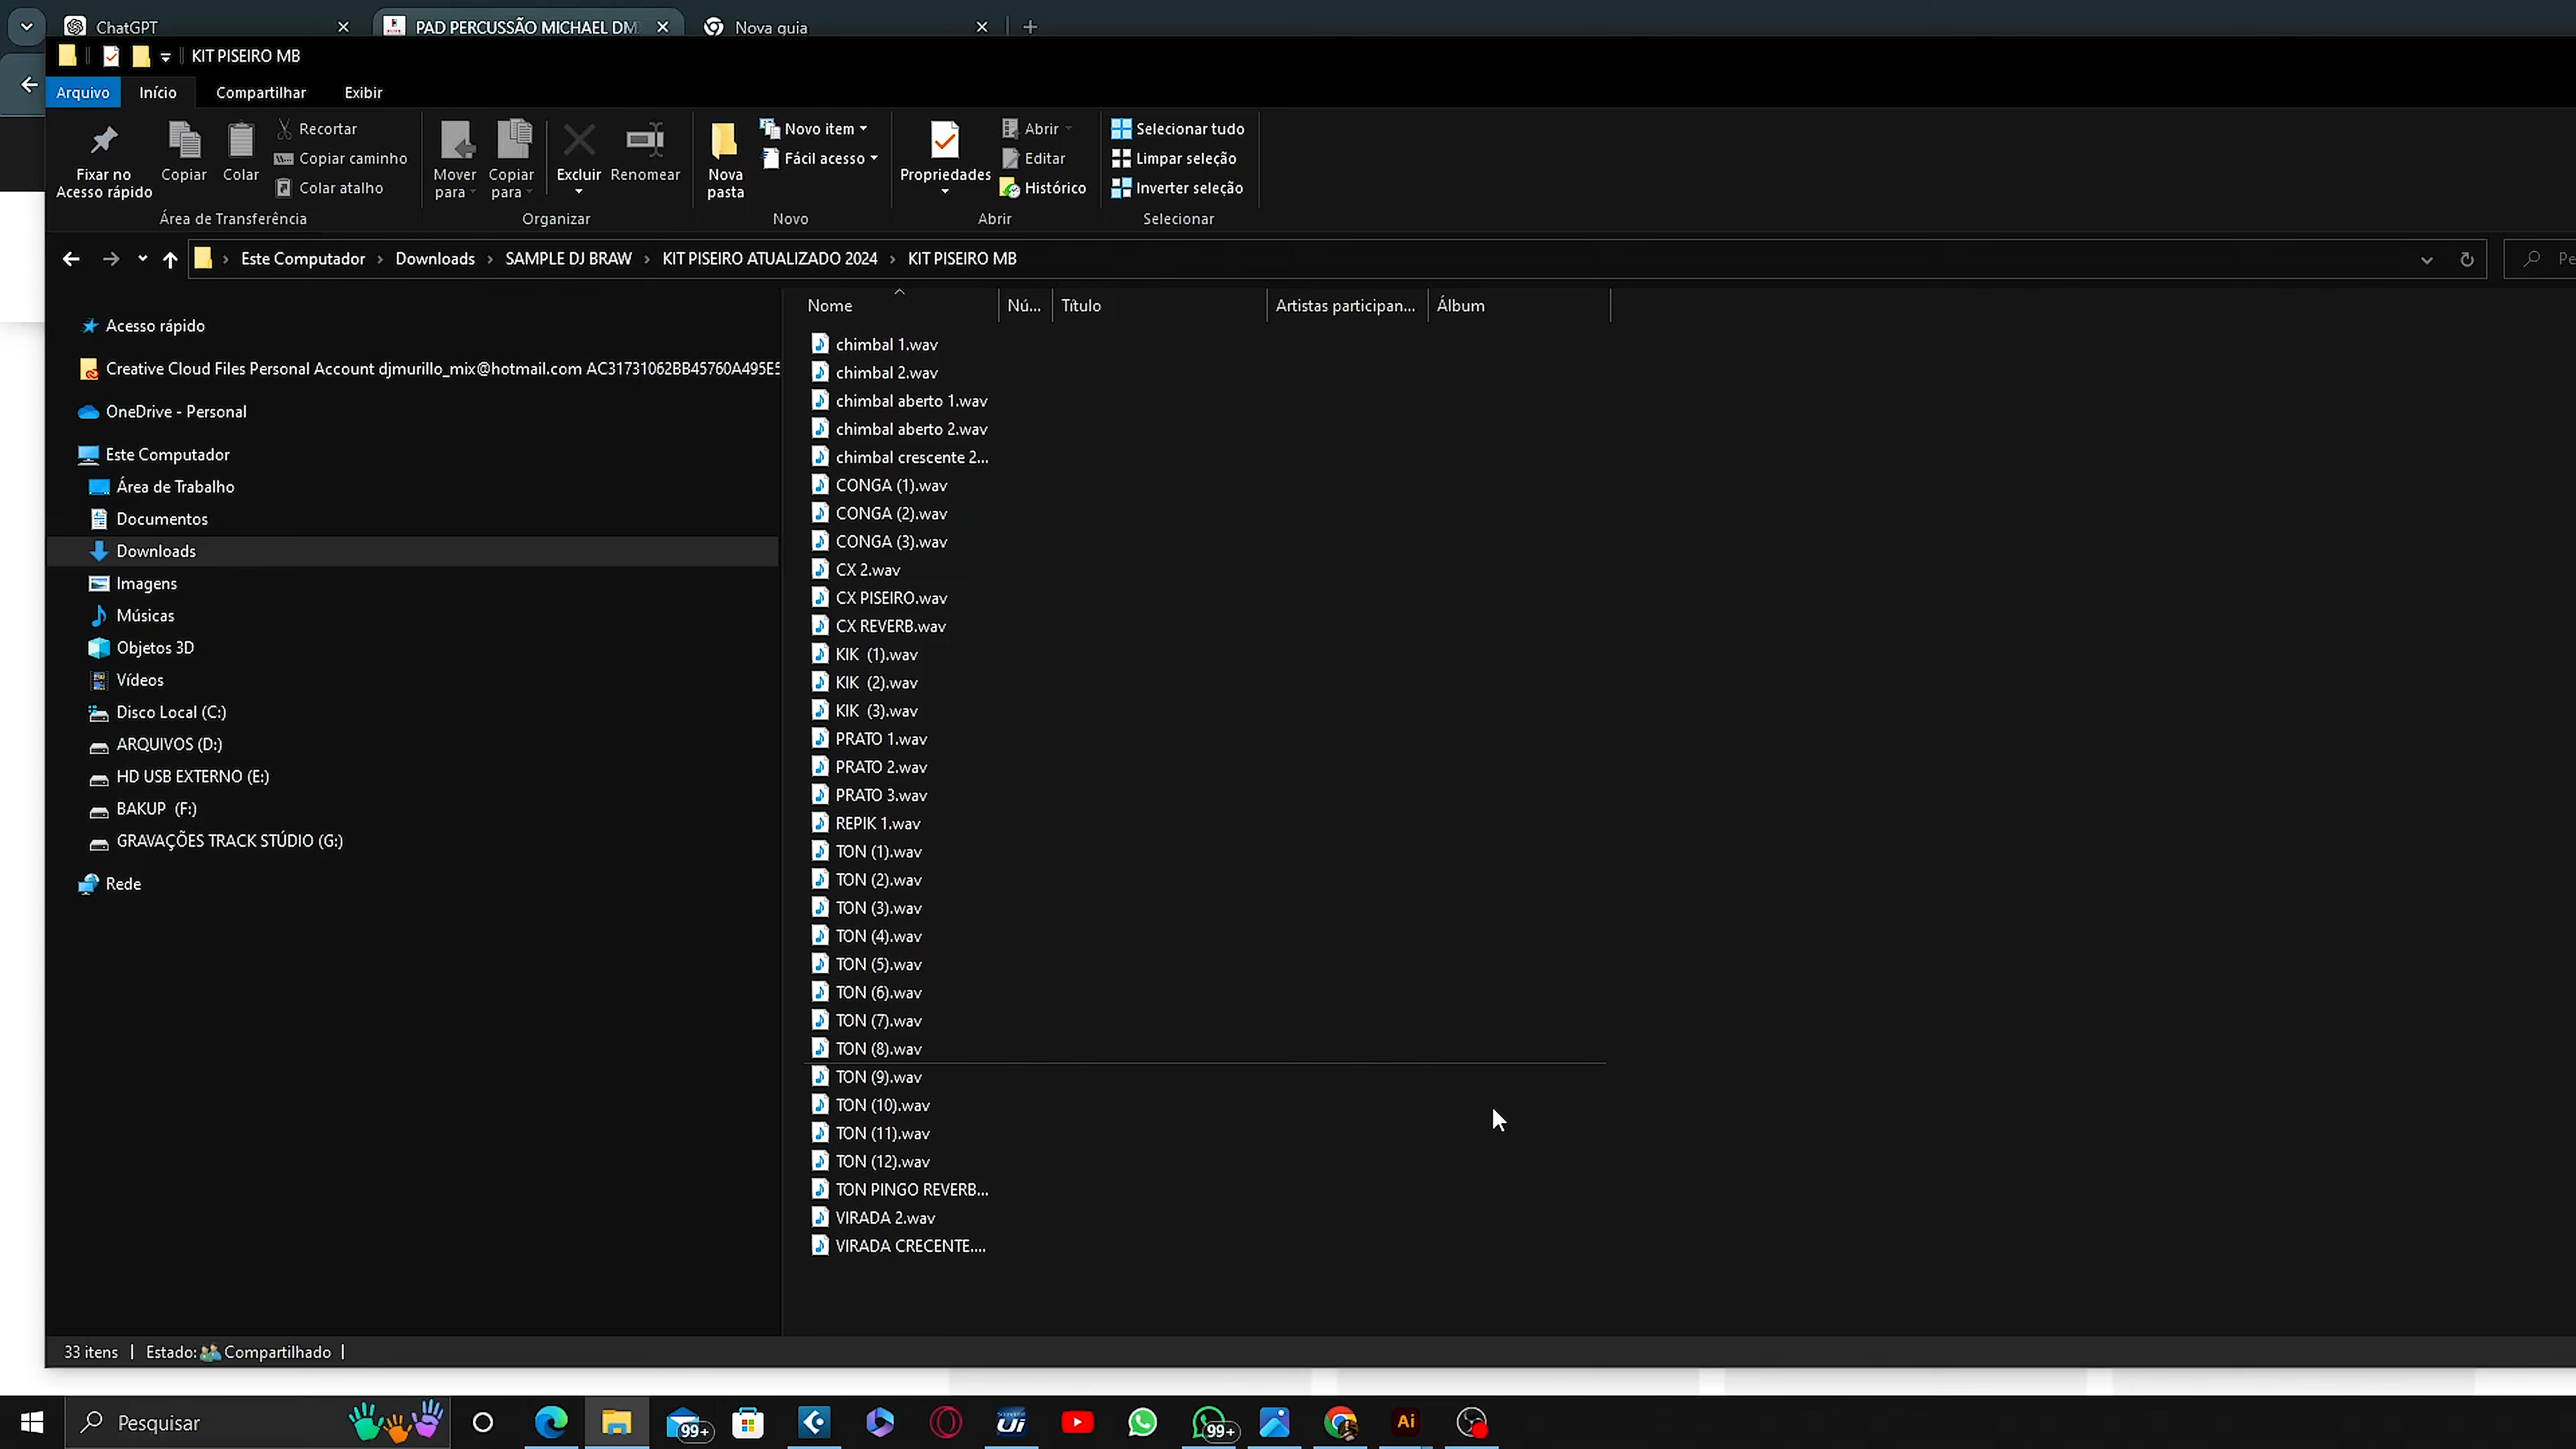 ChatGPT
PAD PERCUSSÃO MICHAEL DM
Nova guia
KIT PISEIRO MB
Arquivo
Início
Compartilhar
Exibir
Fixar no
Acesso rápido
Copiar
Colar
Recortar
Copiar caminho
Colar atalho
Área de Transferência
Mover
para
Copiar
para
Excluir
Renomear
Organizar
Nova
pasta
Novo item
Fácil acesso
Novo
Propriedades
Abrir
Editar
Histórico
Abrir
Selecionar tudo
Limpar seleção
Inverter seleção
Selecionar
Este Computador
Downloads
SAMPLE DJ BRAW
KIT PISEIRO ATUALIZADO 2024
KIT PISEIRO MB
Pe
Acesso rápido
Creative Cloud Files Personal Account djmurillo_mix@hotmail.com AC31731062BB45760A495E5
OneDrive - Personal
Este Computador
Área de Trabalho
Documentos
Downloads
Imagens
Músicas
Objetos 3D
Vídeos
Disco Local (C:)
ARQUIVOS (D:)
HD USB EXTERNO (E:)
BAKUP (F:)
GRAVAÇÕES TRACK STÚDIO (G:)
Rede
Nome
Nú...
Título
Artistas participan...
Álbum
chimbal 1.wav
chimbal 2.wav
chimbal aberto 1.wav
chimbal aberto 2.wav
chimbal crescente 2...
CONGA (1).wav
CONGA (2).wav
CONGA (3).wav
CX 2.wav
CX PISEIRO.wav
CX REVERB.wav
KIK (1).wav
KIK (2).wav
KIK (3).wav
PRATO 1.wav
PRATO 2.wav
PRATO 3.wav
REPIK 1.wav
TON (1).wav
TON (2).wav
TON (3).wav
TON (4).wav
TON (5).wav
TON (6).wav
TON (7).wav
TON (8).wav
TON (9).wav
TON (10).wav
TON (11).wav
TON (12).wav
TON PINGO REVERB...
VIRADA 2.wav
VIRADA CRECENTE....
33 itens
Estado:
Compartilhado
Pesquisar
99+
Ui
99+
Ai